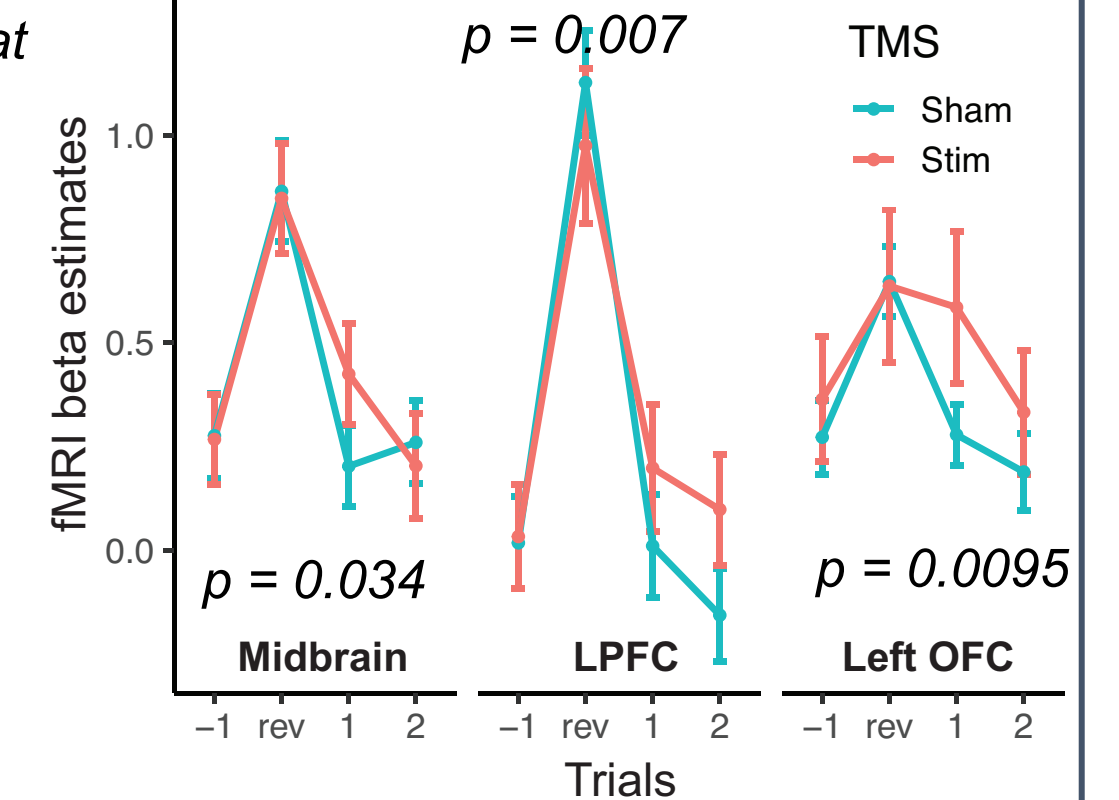 at
p = 0.007
TMS
Sham
Stim
fMRI beta estimates
1.0
0.5
0.0
p = 0.034
p = 0.0095
Midbrain
LPFC
Left OFC
−1 rev 1 2
−1 rev 1 2
−1 rev 1 2
Trials